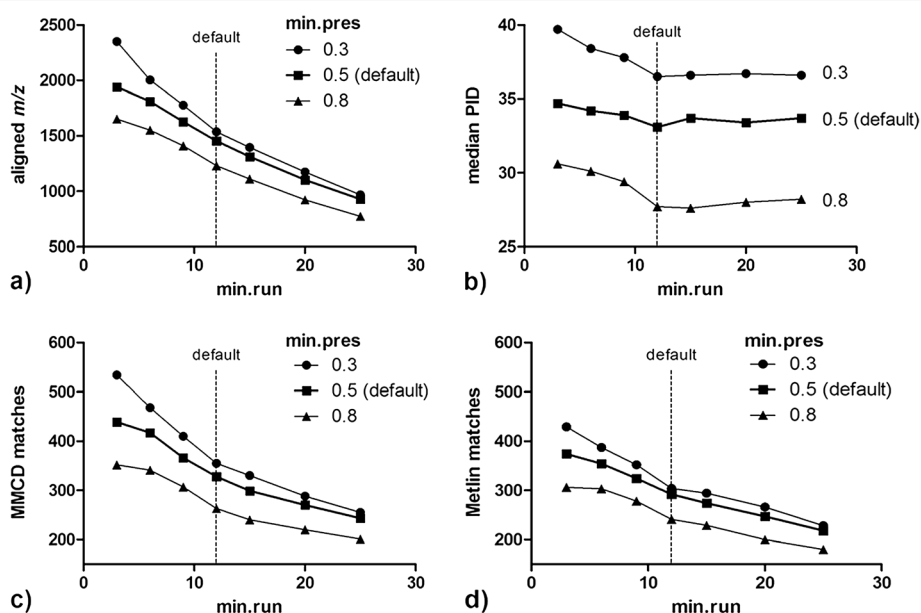 2500
2000
1500
1000
500
aligned m/z
0
10
20
30
min.run
default
min.pres
0.3
0.5 (default)
0.8
a)
40
35
30
25
median PID
0
10
20
30
min.run
default
0.3
0.5 (default)
0.8
b)
600
500
400
300
200
MMCD matches
0
10
20
30
min.run
default
min.pres
0.3
0.5 (default)
0.8
c)
600
500
400
300
200
Metlin matches
0
10
20
30
min.run
default
min.pres
0.3
0.5 (default)
0.8
d)